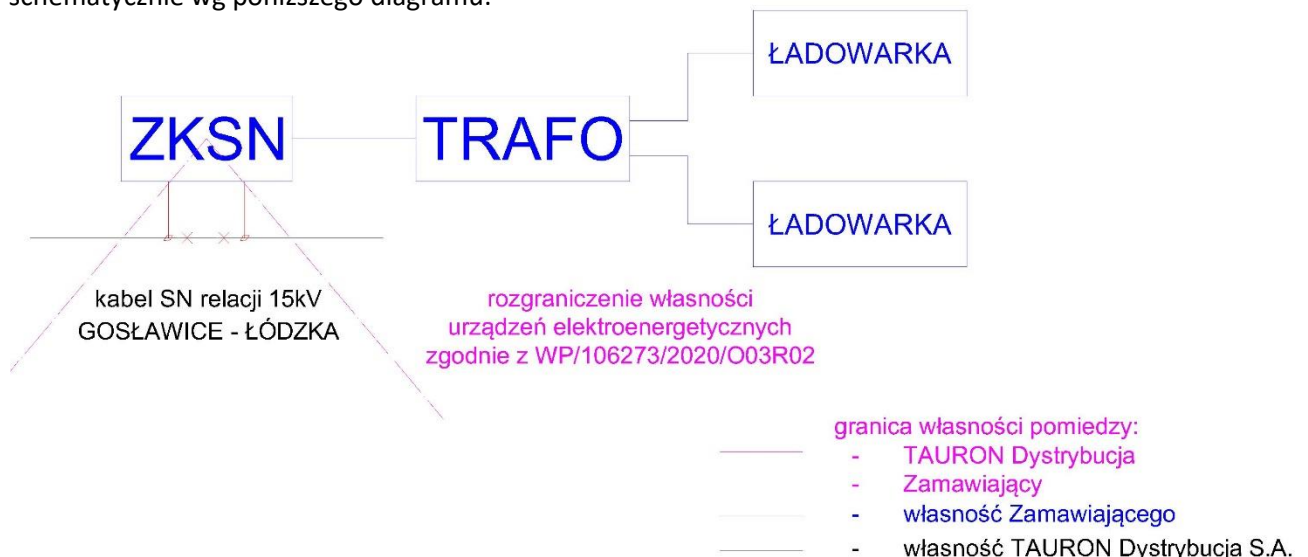 schematycznie wg poniższego diagramu:
ŁADOWARKA
ZKSN
TRAFO
ŁADOWARKA
kabel SN relacji 15kV
GOSŁAWICE - ŁÓDZKA
rozgraniczenie własności
urządzeń elektroenergetycznych
zgodnie z WP/106273/2020/O03R02
granica własności pomiedzy:
- TAURON Dystrybucja
- Zamawiający
- własność Zamawiającego
- własność TAURON Dystrybucja S.A.